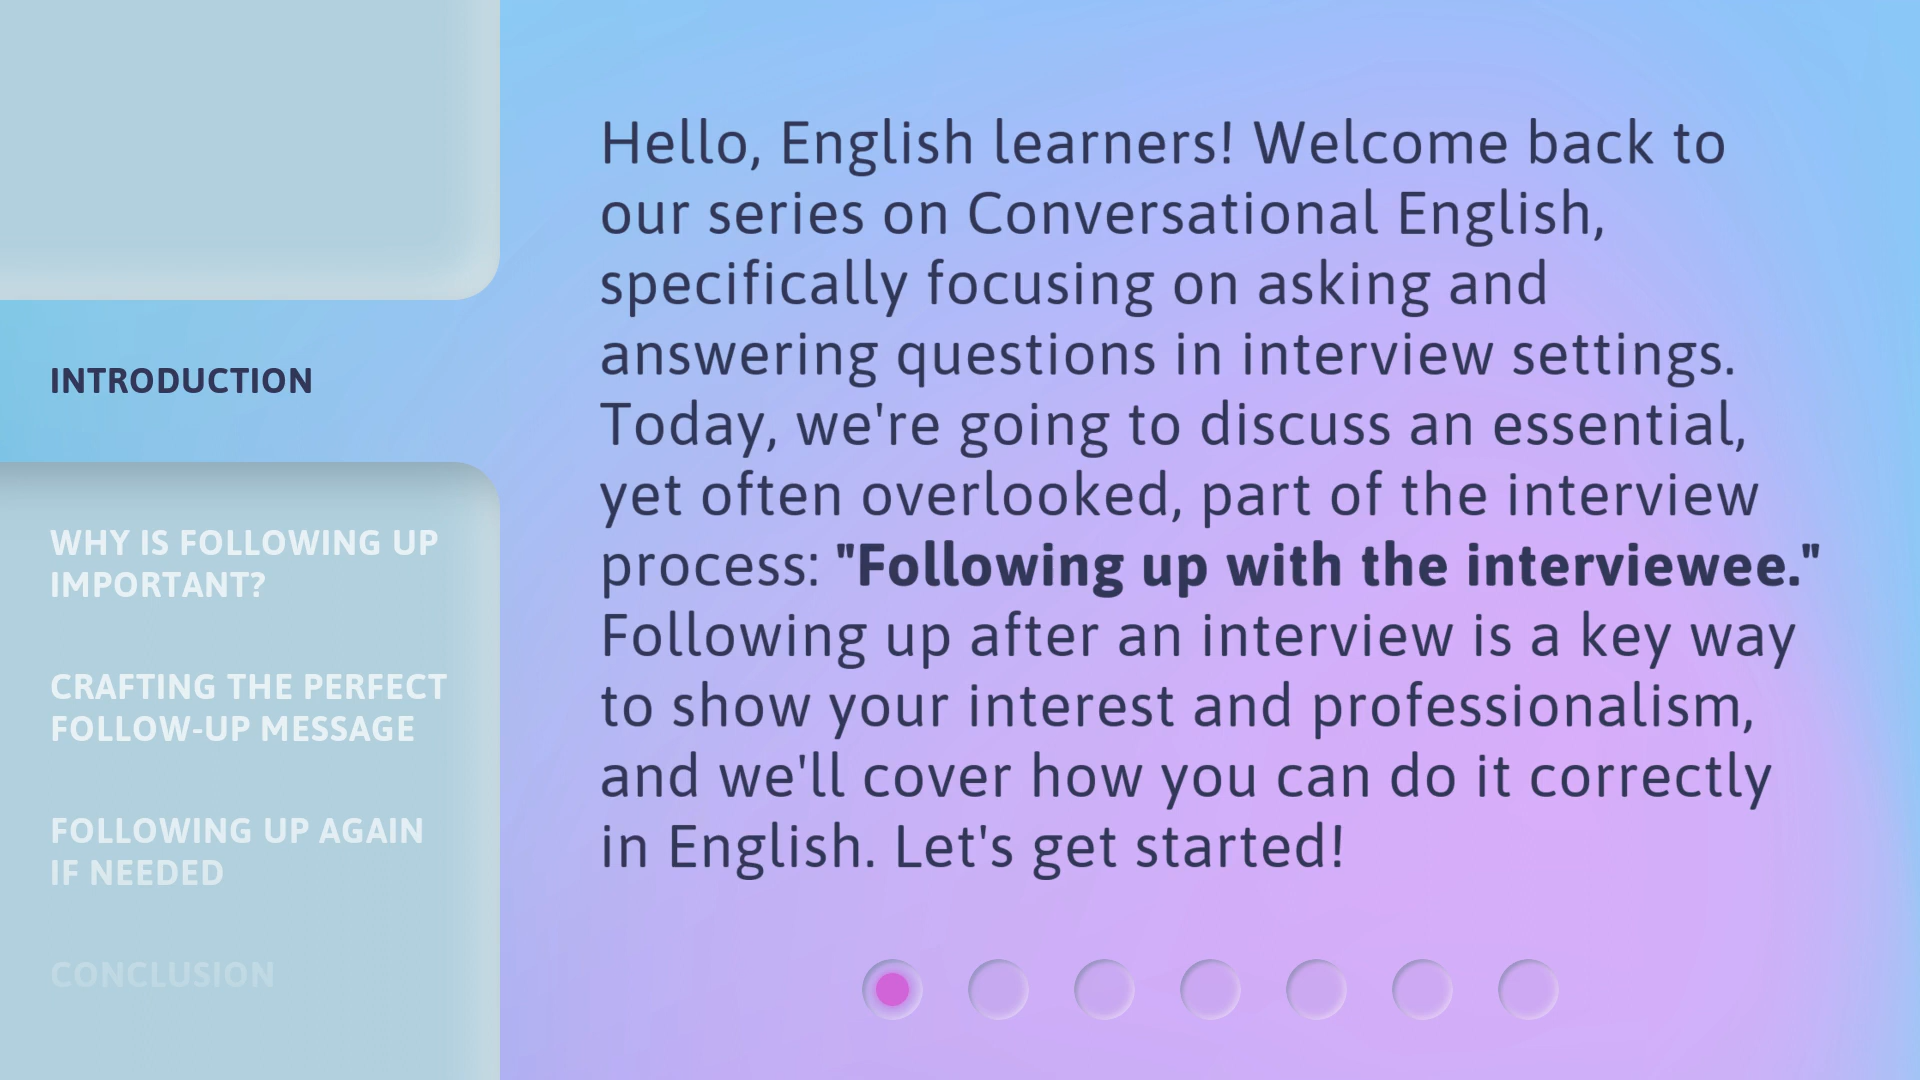 INTRODUCTION
WHY IS FOLLOWING UP
IMPORTANT?
CRAFTING THE PERFECT
FOLLOW-UP MESSAGE
FOLLOWING UP AGAIN
IF NEEDED
CONCLUSION
Hello, English learners! Welcome back to
our series on Conversational English,
specifically focusing on asking and
answering questions in interview settings.
Today, we're going to discuss an essential,
yet often overlooked, part of the interview
process: "Following up with the interviewee."
Following up after an interview is a key way
to show your interest and professionalism,
and we'll cover how you can do it correctly
in English. Let's get started!